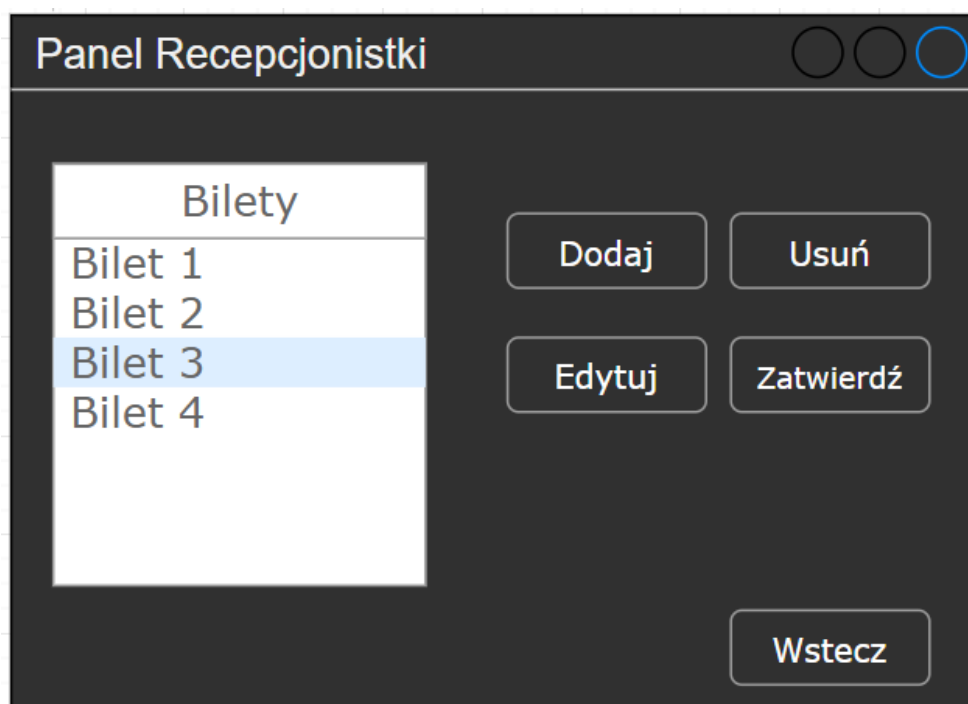 Panel Recepcjonistki
Bilety
Bilet 1
Bilet 2
Bilet 3
Bilet 4
Dodaj
Usuń
Edytuj
Zatwierdź
Wstecz